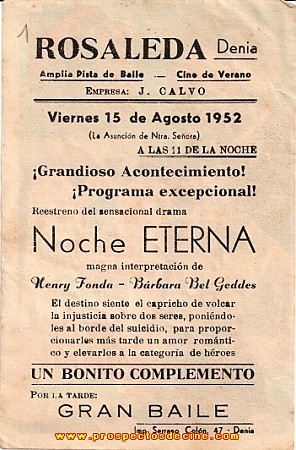 1
ROSALEDA Denia
Amplia Pista de Baile — Cine de Verano
EMPRESA: J. CALVO
Viernes 15 de Agosto 1952
(La Asunción de Ntra. Señora)
A LAS 11 DE LA NOCHE
¡Grandioso Acontecimiento!
¡Programa excepcional!
Reestreno del sensacional drama
Noche ETERNA
magna interpretación de
Henry Fonda - Bárbara Bel Geddes
El destino siente el capricho de volcar
la injusticia sobre dos seres, poniéndo-
les al borde del suicidio, para propor-
cionarles más tarde un amor románti-
co y elevarlos a la categoría de héroes
UN BONITO COMPLEMENTO
POR LA TARDE:
GRAN BAILE
Imp. Serrano Colón, 47 - Denia
www.prospectosdecine.com